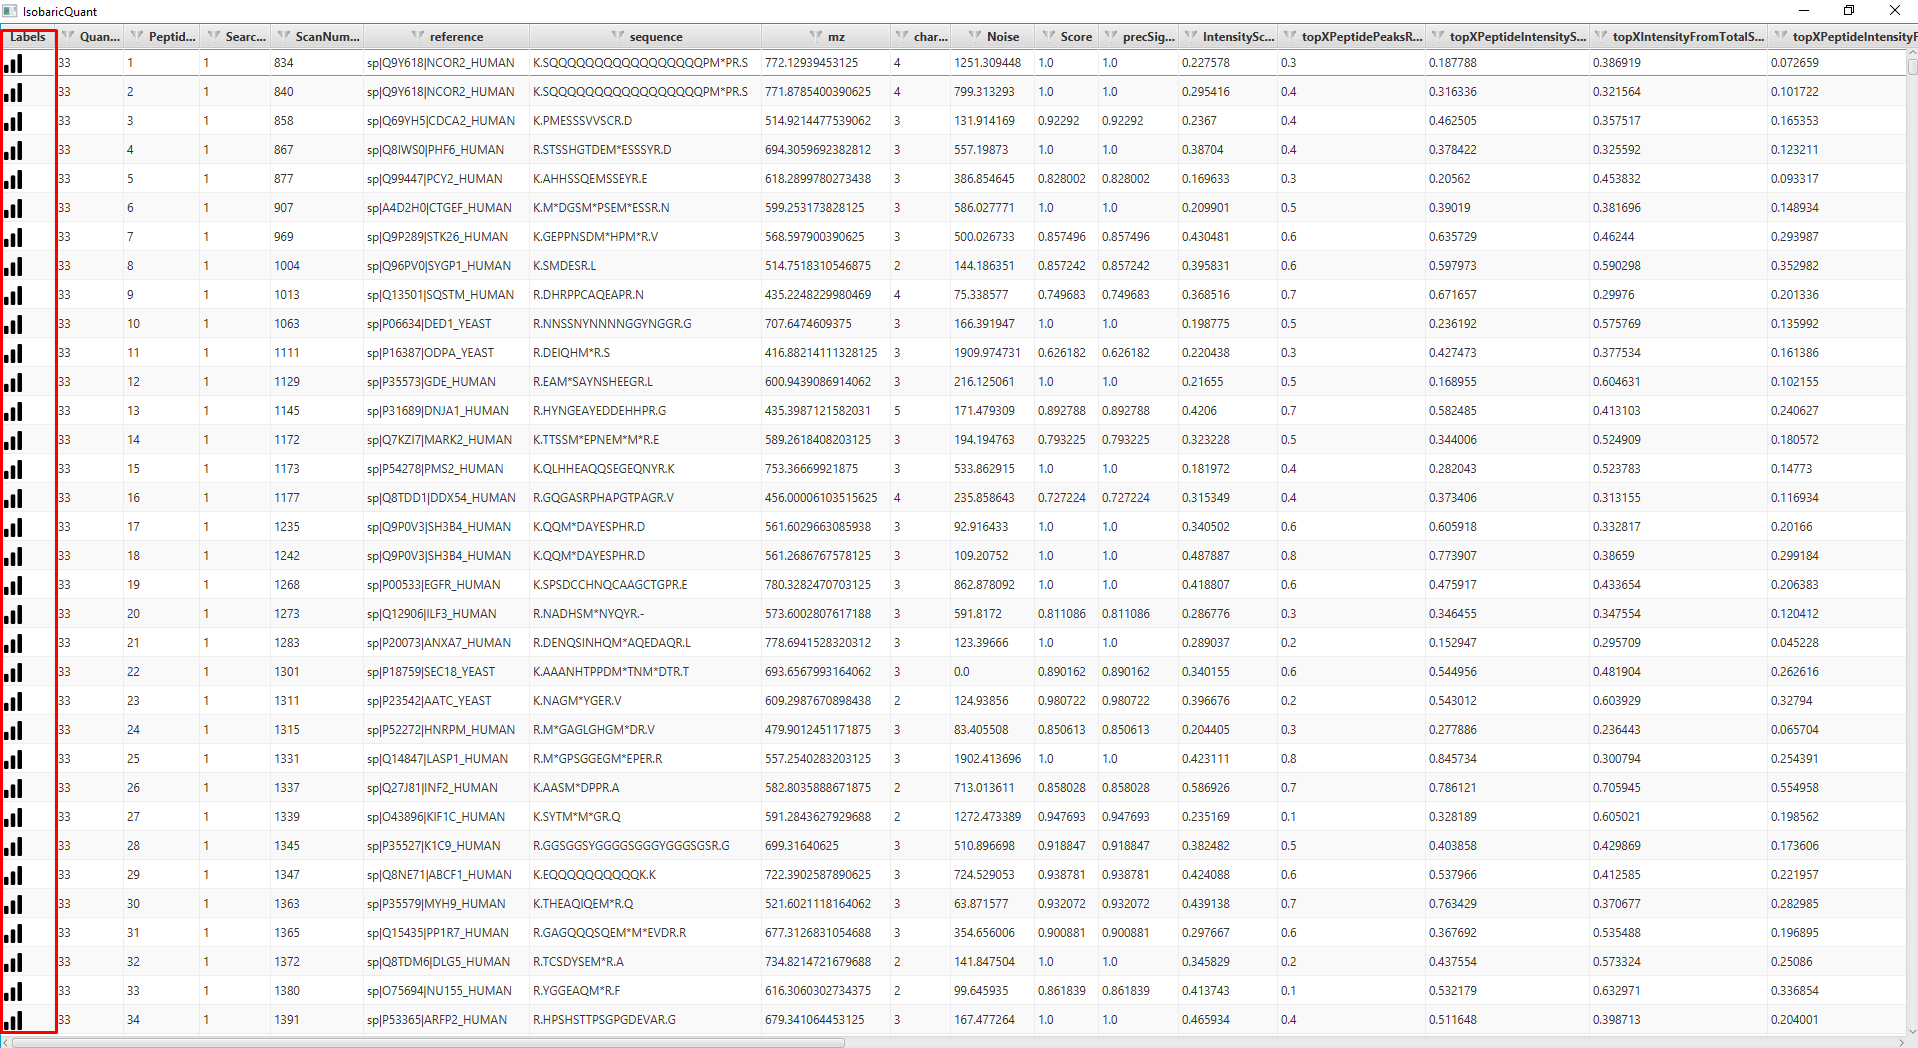 IsobaricQuant
Labels Quan... Peptid... Searc... ScanNum... reference sequence mz char... Noise Score precSig... IntensitySc... topXPeptidePeaksR... topXPeptideIntensityS... topXIntensityFromTotalS... topXPeptideIntensityF
33 1 1 834 sp|Q9Y618|NCOR2_HUMAN K.SQQQQQQQQQQQQQQQQQPM*PR.S 772.12939453125 4 1251.309448 1.0 1.0 0.227578 0.3 0.187788 0.386919 0.072659
33 2 1 840 sp|Q9Y618|NCOR2_HUMAN K.SQQQQQQQQQQQQQQQQQPM*PR.S 771.8785400390625 4 799.313293 1.0 1.0 0.295416 0.4 0.316336 0.321564 0.101722
33 3 1 858 sp|Q69YH5|CDCA2_HUMAN K.PMESSSVVSCR.D 514.9214477539062 3 131.914169 0.92292 0.92292 0.2367 0.4 0.462505 0.357517 0.165353
33 4 1 867 sp|Q8IWS0|PHF6_HUMAN R.STSSHGTDEM*ESSSYR.D 694.3059692382812 3 557.19873 1.0 1.0 0.38704 0.4 0.378422 0.325592 0.123211
33 5 1 877 sp|Q99447|PCY2_HUMAN K.AHHSSQEMSSEYR.E 618.2899780273438 3 386.854645 0.828002 0.828002 0.169633 0.3 0.20562 0.453832 0.093317
33 6 1 907 sp|A4D2H0|CTGEF_HUMAN K.M*DGSM*PSEM*ESSR.N 599.253173828125 3 586.027771 1.0 1.0 0.209901 0.5 0.39019 0.381696 0.148934
33 7 1 969 sp|Q9P289|STK26_HUMAN K.GEPPNSDM*HPM*R.V 568.597900390625 3 500.026733 0.857496 0.857496 0.430481 0.6 0.635729 0.46244 0.293987
33 8 1 1004 sp|Q96PV0|SYGP1_HUMAN K.SMDESR.L 514.7518310546875 2 144.186351 0.857242 0.857242 0.395831 0.6 0.597973 0.590298 0.352982
33 9 1 1013 sp|Q13501|SQSTM_HUMAN R.DHRPPCAQEAPR.N 435.2248229980469 4 75.338577 0.749683 0.749683 0.368516 0.7 0.671657 0.29976 0.201336
33 10 1 1063 sp|P06634|DED1_YEAST R.NNSSNYNNNNGGYNGGR.G 707.6474609375 3 166.391947 1.0 1.0 0.198775 0.5 0.236192 0.575769 0.135992
33 11 1 1111 sp|P16387|ODPA_YEAST R.DEIQHM*R.S 416.88214111328125 3 1909.974731 0.626182 0.626182 0.220438 0.3 0.427473 0.377534 0.161386
33 12 1 1129 sp|P35573|GDE_HUMAN R.EAM*SAYNSHEEGR.L 600.9439086914062 3 216.125061 1.0 1.0 0.21655 0.5 0.168955 0.604631 0.102155
33 13 1 1145 sp|P31689|DNJA1_HUMAN R.HYNGEAYEDDEHHPR.G 435.3987121582031 5 171.479309 0.892788 0.892788 0.4206 0.7 0.582485 0.413103 0.240627
33 14 1 1172 sp|Q7KZI7|MARK2_HUMAN K.TTSSM*EPNEM*M*R.E 589.2618408203125 3 194.194763 0.793225 0.793225 0.323228 0.5 0.344006 0.524909 0.180572
33 15 1 1173 sp|P54278|PMS2_HUMAN K.QLHHEAQQSEGEQNYR.K 753.36669921875 3 533.862915 1.0 1.0 0.181972 0.4 0.282043 0.523783 0.14773
33 16 1 1177 sp|Q8TDD1|DDX54_HUMAN R.GQGASRPHAPGTPAGR.V 456.00006103515625 4 235.858643 0.727224 0.727224 0.315349 0.4 0.373406 0.313155 0.116934
33 17 1 1235 sp|Q9P0V3|SH3B4_HUMAN K.QQM*DAYESPHR.D 561.6029663085938 3 92.916433 1.0 1.0 0.340502 0.6 0.605918 0.332817 0.20166
33 18 1 1242 sp|Q9P0V3|SH3B4_HUMAN K.QQM*DAYESPHR.D 561.2686767578125 3 109.20752 1.0 1.0 0.487887 0.8 0.773907 0.38659 0.299184
33 19 1 1268 sp|P00533|EGFR_HUMAN K.SPSDCCHNQCAAGCTGPR.E 780.3282470703125 3 862.878092 1.0 1.0 0.418807 0.6 0.475917 0.433654 0.206383
33 20 1 1273 sp|Q12906|ILF3_HUMAN R.NADHSM*NYQYR.- 573.6002807617188 3 591.8172 0.811086 0.811086 0.286776 0.3 0.346455 0.347554 0.120412
33 21 1 1283 sp|P20073|ANXA7_HUMAN R.DENQSINHQM*AQEDAQR.L 778.6941528320312 3 123.39666 1.0 1.0 0.289037 0.2 0.152947 0.295709 0.045228
33 22 1 1301 sp|P18759|SEC18_YEAST K.AAANHTPPDM*TNM*DTR.T 693.6567993164062 3 0.0 0.890162 0.890162 0.340155 0.6 0.544956 0.481904 0.262616
33 23 1 1311 sp|P23542|AATC_YEAST K.NAGM*YGER.V 609.2987670898438 2 124.93856 0.980722 0.980722 0.396676 0.2 0.543012 0.603929 0.32794
33 24 1 1315 sp|P52272|HNRPM_HUMAN R.M*GAGLGHGM*DR.V 479.9012451171875 3 83.405508 0.850613 0.850613 0.204405 0.3 0.277886 0.236443 0.065704
33 25 1 1331 sp|Q14847|LASP1_HUMAN R.M*GPSGGEGM*EPER.R 557.2540283203125 3 1902.413696 1.0 1.0 0.423111 0.8 0.845734 0.300794 0.254391
33 26 1 1337 sp|Q27J81|INF2_HUMAN K.AASM*DPPR.A 582.8035888671875 2 713.013611 0.858028 0.858028 0.586926 0.7 0.786121 0.705945 0.554958
33 27 1 1339 sp|O43896|KIF1C_HUMAN K.SYTM*M*GR.Q 591.2843627929688 2 1272.473389 0.947693 0.947693 0.235169 0.1 0.328189 0.605021 0.198562
33 28 1 1345 sp|P35527|K1C9_HUMAN R.GGSGGSYGGGGSGGGYGGGSGSR.G 699.31640625 3 510.896698 0.918847 0.918847 0.382482 0.5 0.403858 0.429869 0.173606
33 29 1 1347 sp|Q8NE71|ABCF1_HUMAN K.EQQQQQQQQQK.K 722.3902587890625 2 724.529053 0.938781 0.938781 0.424088 0.6 0.537966 0.412585 0.221957
33 30 1 1363 sp|P35579|MYH9_HUMAN K.THEAQIQEM*R.Q 521.6021118164062 3 63.871577 0.932072 0.932072 0.439138 0.7 0.763429 0.370677 0.282985
33 31 1 1365 sp|Q15435|PP1R7_HUMAN R.GAGQQQSQEM*M*EVDR.R 677.3126831054688 3 354.656006 0.900881 0.900881 0.297667 0.6 0.367692 0.535488 0.196895
33 32 1 1372 sp|Q8TDM6|DLG5_HUMAN R.TCSDYSEM*R.A 734.8214721679688 2 141.847504 1.0 1.0 0.345829 0.2 0.437554 0.573324 0.25086
33 33 1 1380 sp|O75694|NU155_HUMAN R.YGGEAQM*R.F 616.3060302734375 2 99.645935 0.861839 0.861839 0.413743 0.1 0.532179 0.632971 0.336854
33 34 1 1391 sp|P53365|ARFP2_HUMAN R.HPSHSTTPSGPGDEVAR.G 679.341064453125 3 167.477264 1.0 1.0 0.465934 0.4 0.511648 0.398713 0.204001